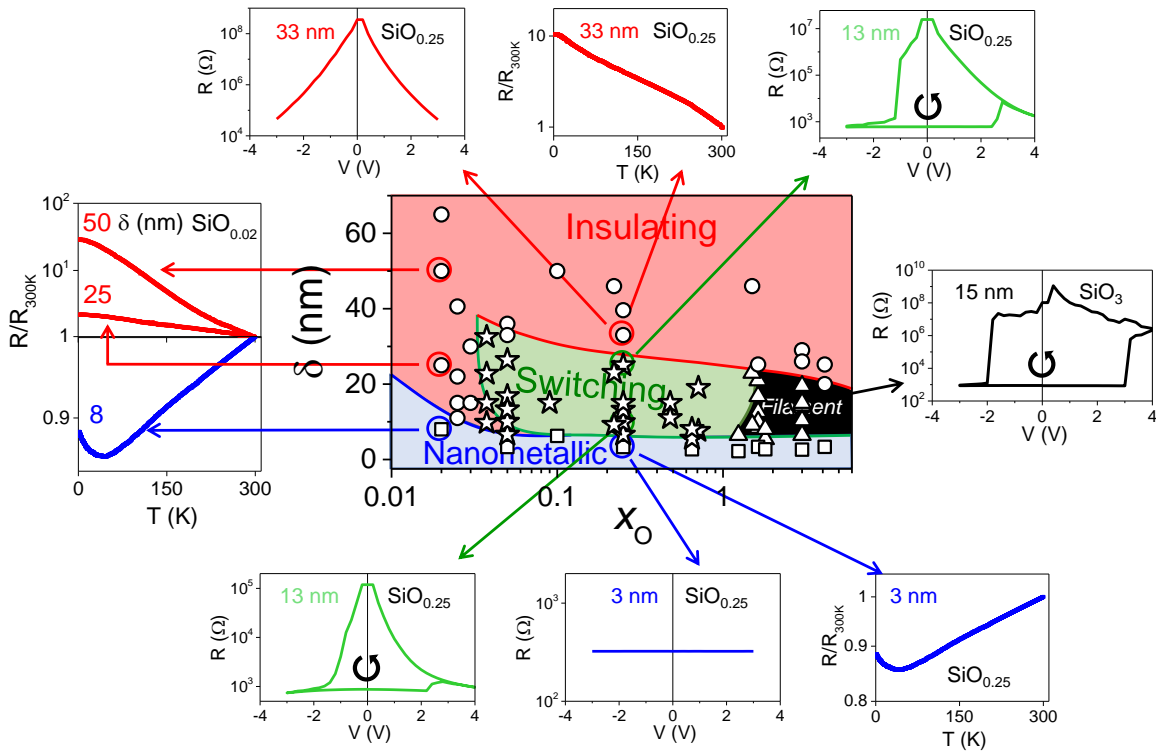 33 nm SiO0.25
R (Ω)
10^8
10^6
10^4
-4 -2 0 2 4
V (V)
33 nm SiO0.25
R/R300K
10
1
0 150 300
T (K)
13 nm SiO0.25
R (Ω)
10^7
10^5
10^3
-4 -2 0 2 4
V (V)
50 δ (nm) SiO0.02
25
8
R/R300K
10^2
10^1
1
0.9
0 150 300
T (K)
Insulating
Switching
Filament
Nanometallic
δ (nm)
60
40
20
0
0.01 0.1 1
xO
15 nm SiO3
R (Ω)
10^10
10^8
10^6
10^4
10^2
-4 -2 0 2 4
V (V)
13 nm SiO0.25
R (Ω)
10^5
10^4
10^3
-4 -2 0 2 4
V (V)
3 nm SiO0.25
R (Ω)
10^3
10^2
-4 -2 0 2 4
V (V)
3 nm
SiO0.25
R/R300K
1
0.9
0.8
0 150 300
T (K)